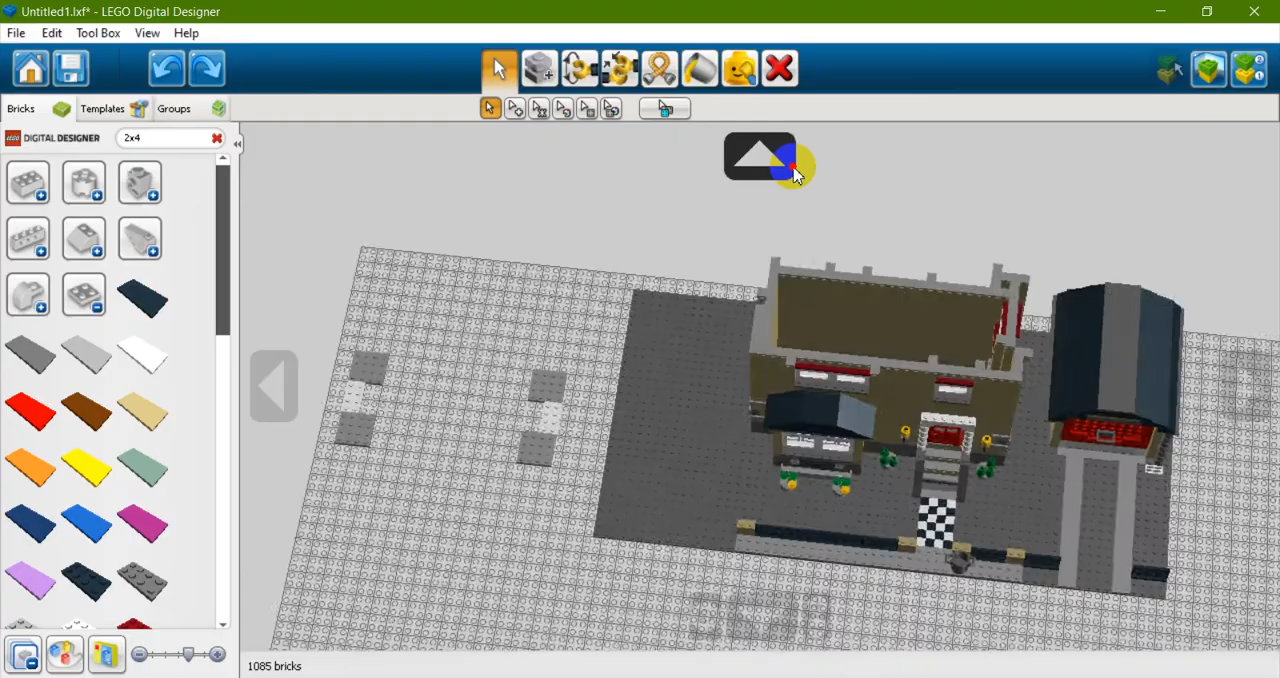 Untitled1.lxf* - LEGO Digital Designer
File Edit Tool Box View Help
Bricks Templates Groups
LEGO DIGITAL DESIGNER 2x4
1085 bricks